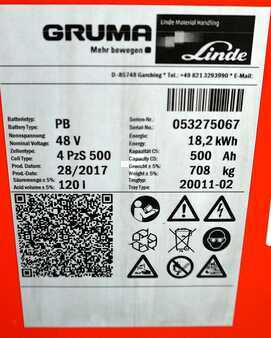 GRUMA
Mehr bewegen
Linde Material Handling
Linde
D-85748 Garching * Tel.:+49 821.3293990 * E-Mail:
Batterietyp: Battery Type: PB
Serien-Nr.: Serial-No.: 053275067
Nennspannung: Nominal Voltage: 48 V
Energie: Energie: 18,2 kWh
Zellentype: Cell Type: 4 PzS 500
Kapazität C5: Capacity C5: 500 Ah
Prod. Datum: Prod. Date: 28/2017
Gewicht ± 5%: Weight ± 5%: 708 kg
Säuremenge ± 5%: Acid volume ± 5%: 120 l
Trogtype: Tray Type: 20011-02
Pb